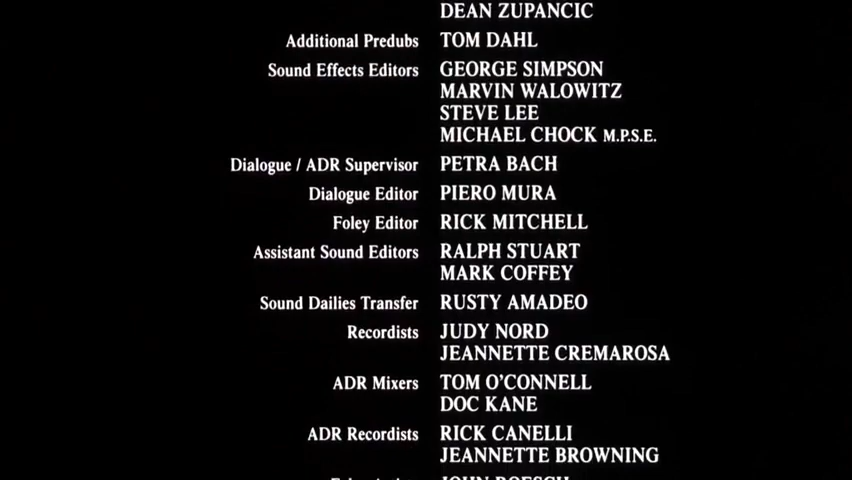 DEAN ZUPANCIC
Additional Predubs TOM DAHL
Sound Effects Editors GEORGE SIMPSON
MARVIN WALOWITZ
STEVE LEE
MICHAEL CHOCK M.P.S.E.
Dialogue / ADR Supervisor PETRA BACH
Dialogue Editor PIERO MURA
Foley Editor RICK MITCHELL
Assistant Sound Editors RALPH STUART
MARK COFFEY
Sound Dailies Transfer RUSTY AMADEO
Recordists JUDY NORD
JEANNETTE CREMAROSA
ADR Mixers TOM O'CONNELL
DOC KANE
ADR Recordists RICK CANELLI
JEANNETTE BROWNING